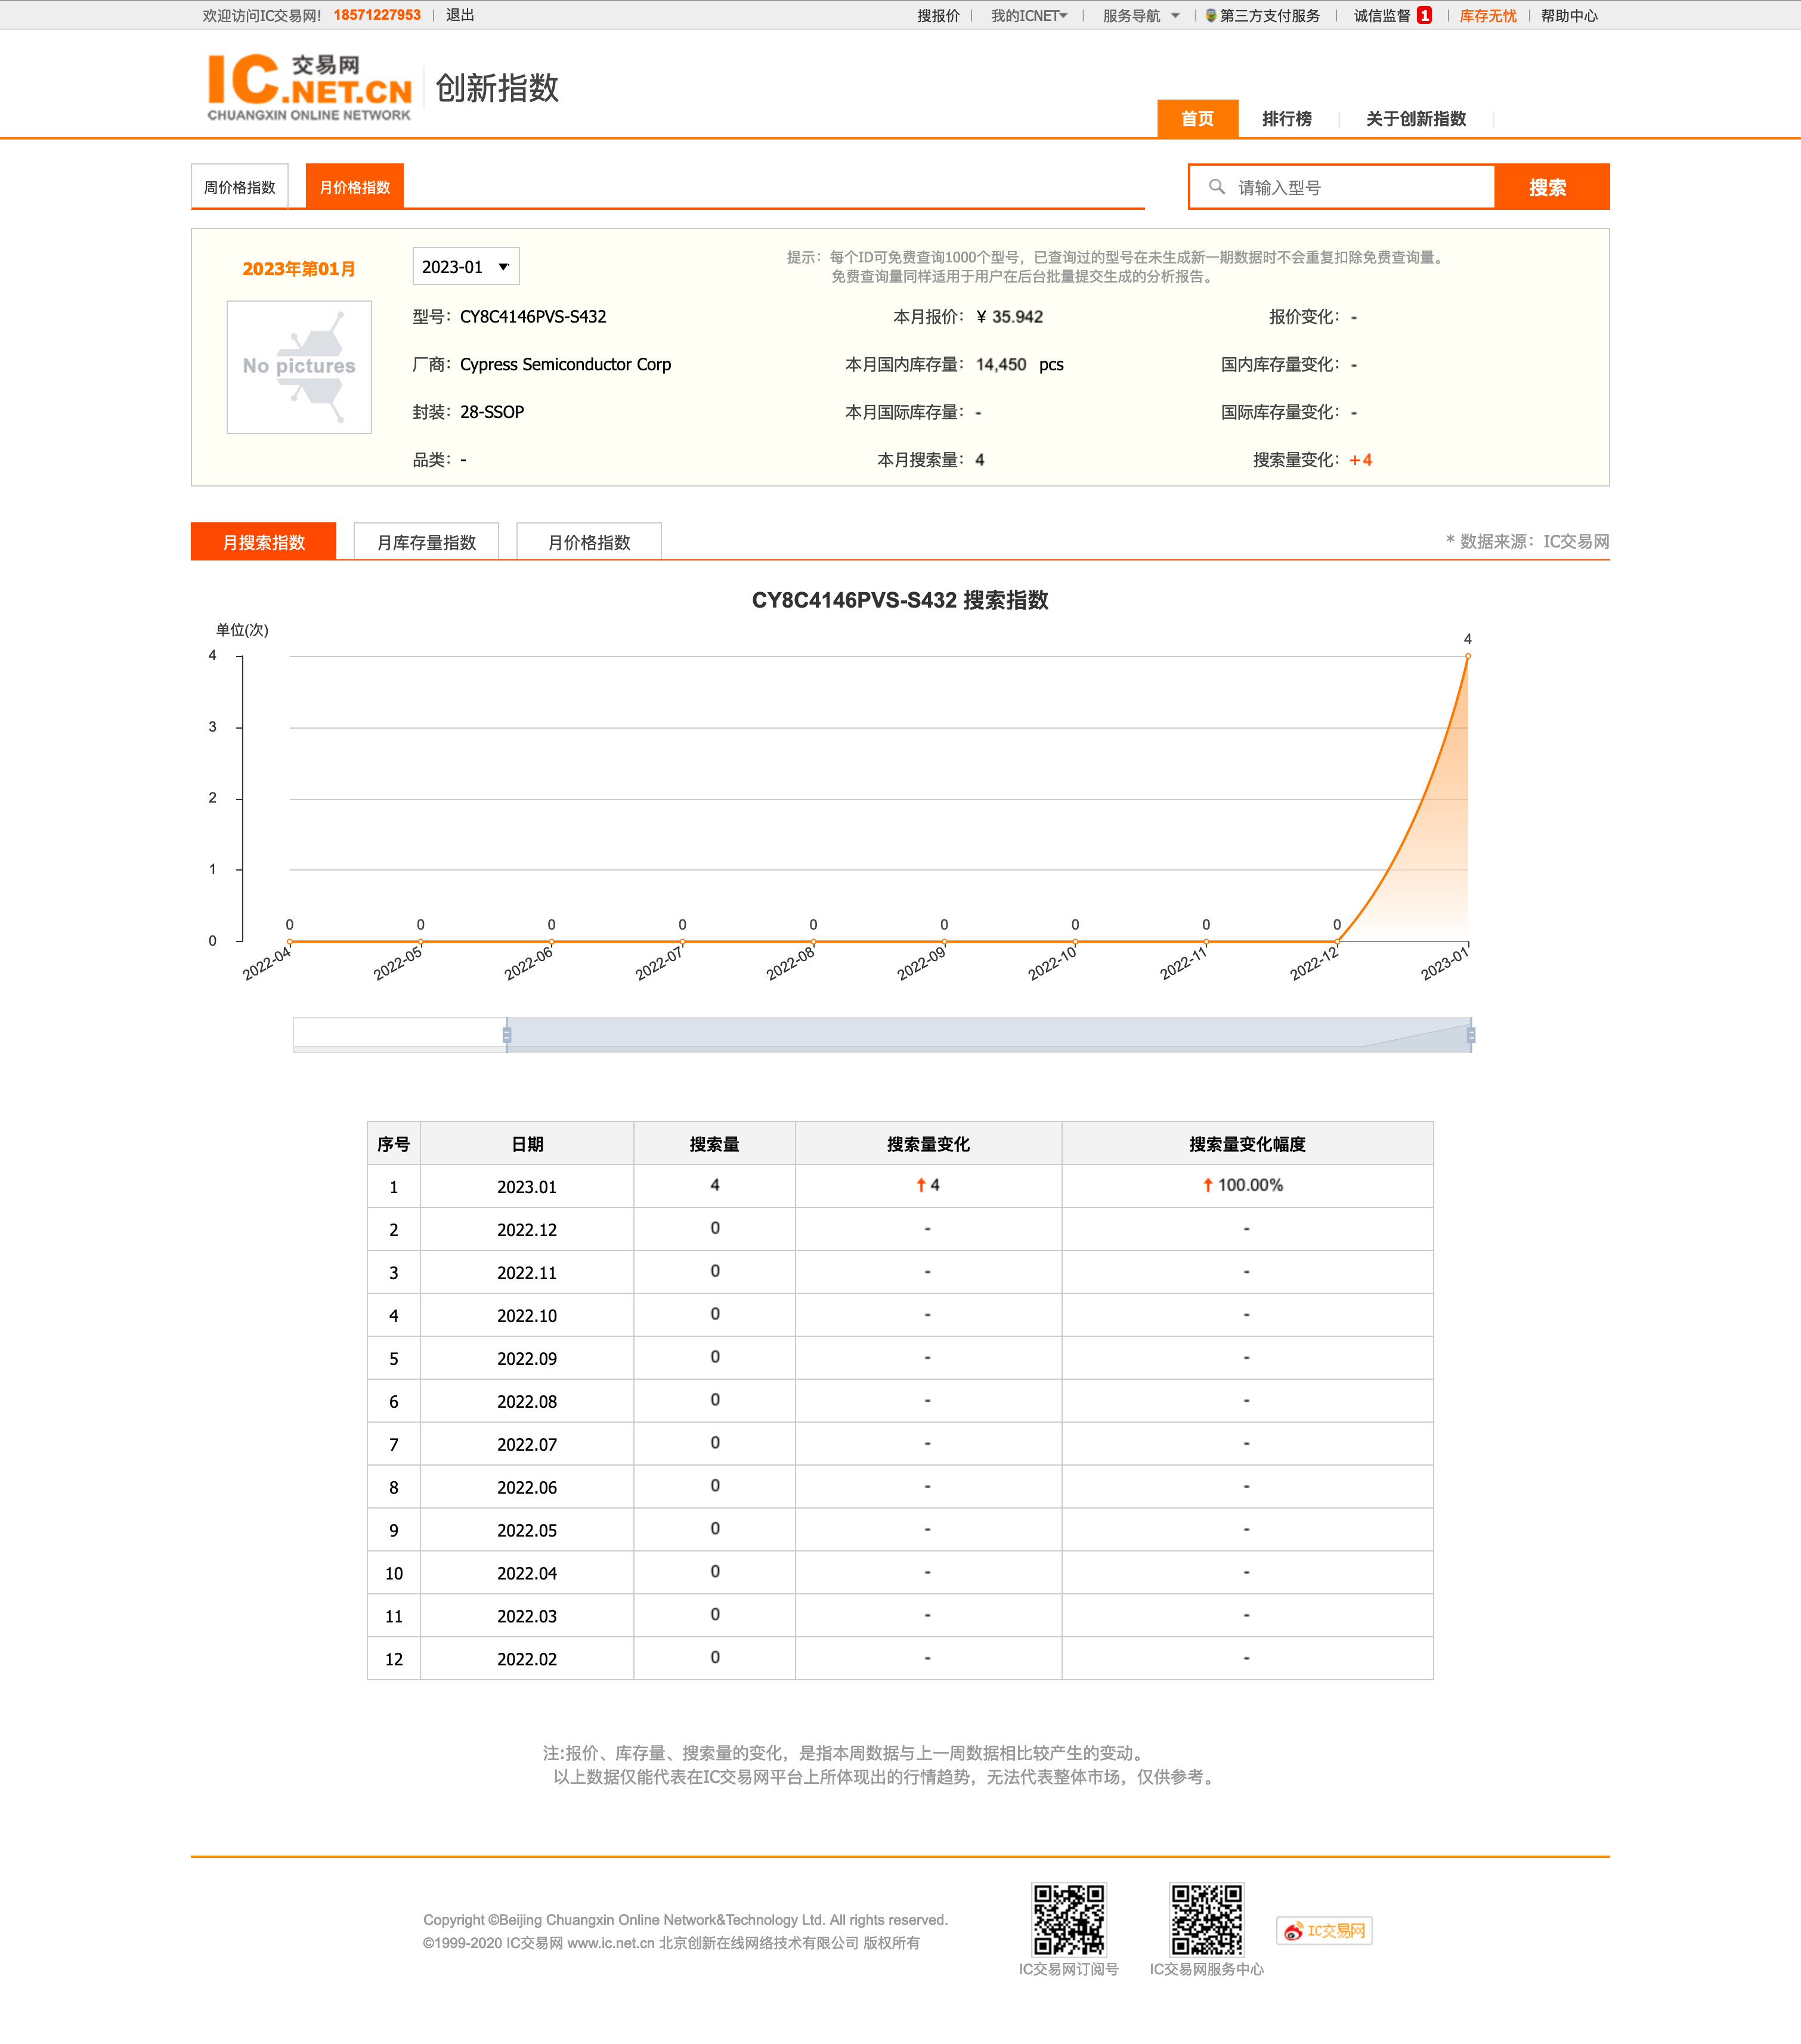 欢迎访问IC交易网! 18571227953 | 退出 搜报价 | 我的ICNET | 服务导航 | 第三方支付服务 | 诚信监督 1 | 库存无忧 | 帮助中心
IC交易网 .NET.CN 创新指数
CHUANGXIN ONLINE NETWORK
首页 排行榜 关于创新指数
周价格指数 月价格指数 请输入型号 搜索
2023年第01月 2023-01 ▼ 提示：每个ID可免费查询1000个型号，已查询过的型号在未生成新一期数据时不会重复扣除免费查询量。
免费查询量同样适用于用户在后台批量提交生成的分析报告。
No pictures
型号：CY8C4146PVS-S432 本月报价：¥ 35.942 报价变化：-
厂商：Cypress Semiconductor Corp 本月国内库存量：14,450 pcs 国内库存量变化：-
封装：28-SSOP 本月国际库存量：- 国际库存量变化：-
品类：- 本月搜索量：4 搜索量变化：+4
月搜索指数 月库存量指数 月价格指数 * 数据来源：IC交易网
CY8C4146PVS-S432 搜索指数
单位(次)
4
4
3
2
1
0 0 0 0 0 0 0 0 0
0
2022-04 2022-05 2022-06 2022-07 2022-08 2022-09 2022-10 2022-11 2022-12 2023-01
序号 日期 搜索量 搜索量变化 搜索量变化幅度
1 2023.01 4 ↑4 ↑100.00%
2 2022.12 0 - -
3 2022.11 0 - -
4 2022.10 0 - -
5 2022.09 0 - -
6 2022.08 0 - -
7 2022.07 0 - -
8 2022.06 0 - -
9 2022.05 0 - -
10 2022.04 0 - -
11 2022.03 0 - -
12 2022.02 0 - -
注:报价、库存量、搜索量的变化，是指本周数据与上一周数据相比较产生的变动。
以上数据仅能代表在IC交易网平台上所体现出的行情趋势，无法代表整体市场，仅供参考。
Copyright ©Beijing Chuangxin Online Network&Technology Ltd. All rights reserved.
©1999-2020 IC交易网 www.ic.net.cn 北京创新在线网络技术有限公司 版权所有
IC交易网
IC交易网订阅号 IC交易网服务中心